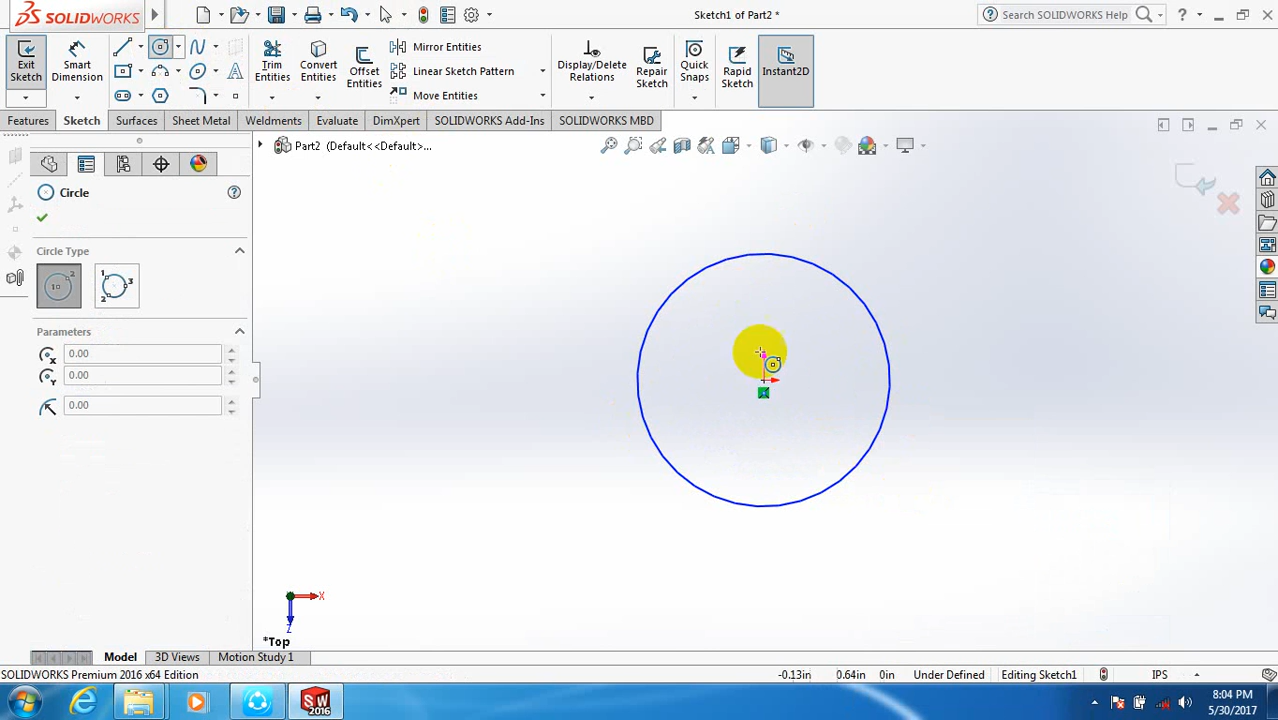 SOLIDWORKS
Sketch1 of Part2 *
Search SOLIDWORKS Help
?
Exit Sketch
Smart Dimension
Trim Entities
Convert Entities
Offset Entities
Mirror Entities
Linear Sketch Pattern
Move Entities
Display/Delete Relations
Repair Sketch
Quick Snaps
Rapid Sketch
Instant2D
Features
Sketch
Surfaces
Sheet Metal
Weldments
Evaluate
DimXpert
SOLIDWORKS Add-Ins
SOLIDWORKS MBD
Part2 (Default< <Default>...
Circle
?
Circle Type
Parameters
X 0.00
Y 0.00
0.00
X
Z
*Top
Model
3D Views
Motion Study 1
SOLIDWORKS Premium 2016 x64 Edition
-0.13in
0.64in
0in
Under Defined
Editing Sketch1
IPS
SW 2016
8:04 PM
5/30/2017